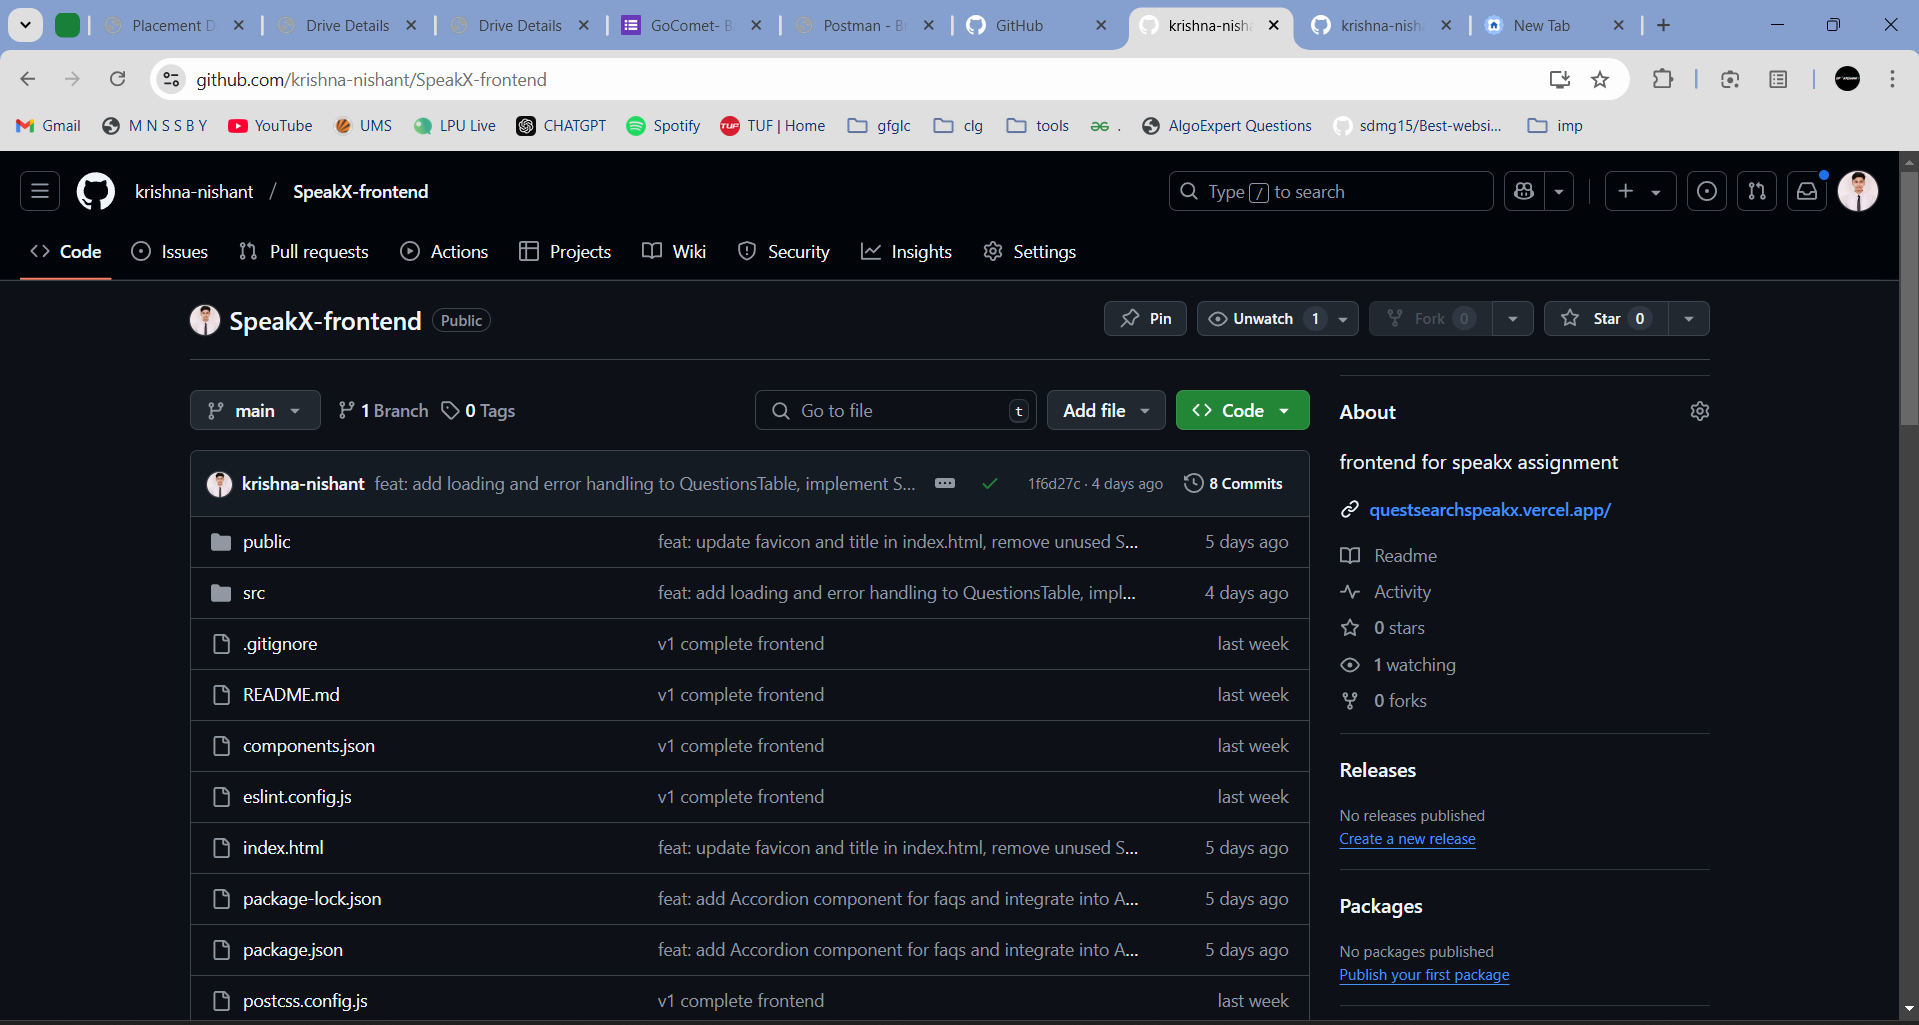 Placement D
Drive Details
Drive Details
GoComet- B
Postman - B
GitHub
krishna-nisha
krishna-nish
New Tab
github.com/krishna-nishant/SpeakX-frontend
Gmail
M N S S B Y
YouTube
UMS
LPU Live
CHATGPT
Spotify
TUF | Home
gfglc
clg
tools
.
AlgoExpert Questions
sdmg15/Best-websi...
imp
krishna-nishant / SpeakX-frontend
Type / to search
Code
Issues
Pull requests
Actions
Projects
Wiki
Security
Insights
Settings
SpeakX-frontend Public
Pin
Unwatch 1
Fork 0
Star 0
main
1 Branch
0 Tags
Go to file t
Add file
Code
krishna-nishant feat: add loading and error handling to QuestionsTable, implement S... 1f6d27c · 4 days ago 8 Commits
public feat: update favicon and title in index.html, remove unused S... 5 days ago
src feat: add loading and error handling to QuestionsTable, impl... 4 days ago
.gitignore v1 complete frontend last week
README.md v1 complete frontend last week
components.json v1 complete frontend last week
eslint.config.js v1 complete frontend last week
index.html feat: update favicon and title in index.html, remove unused S... 5 days ago
package-lock.json feat: add Accordion component for faqs and integrate into A... 5 days ago
package.json feat: add Accordion component for faqs and integrate into A... 5 days ago
postcss.config.js v1 complete frontend last week
About
frontend for speakx assignment
questsearchspeakx.vercel.app/
Readme
Activity
0 stars
1 watching
0 forks
Releases
No releases published
Create a new release
Packages
No packages published
Publish your first package